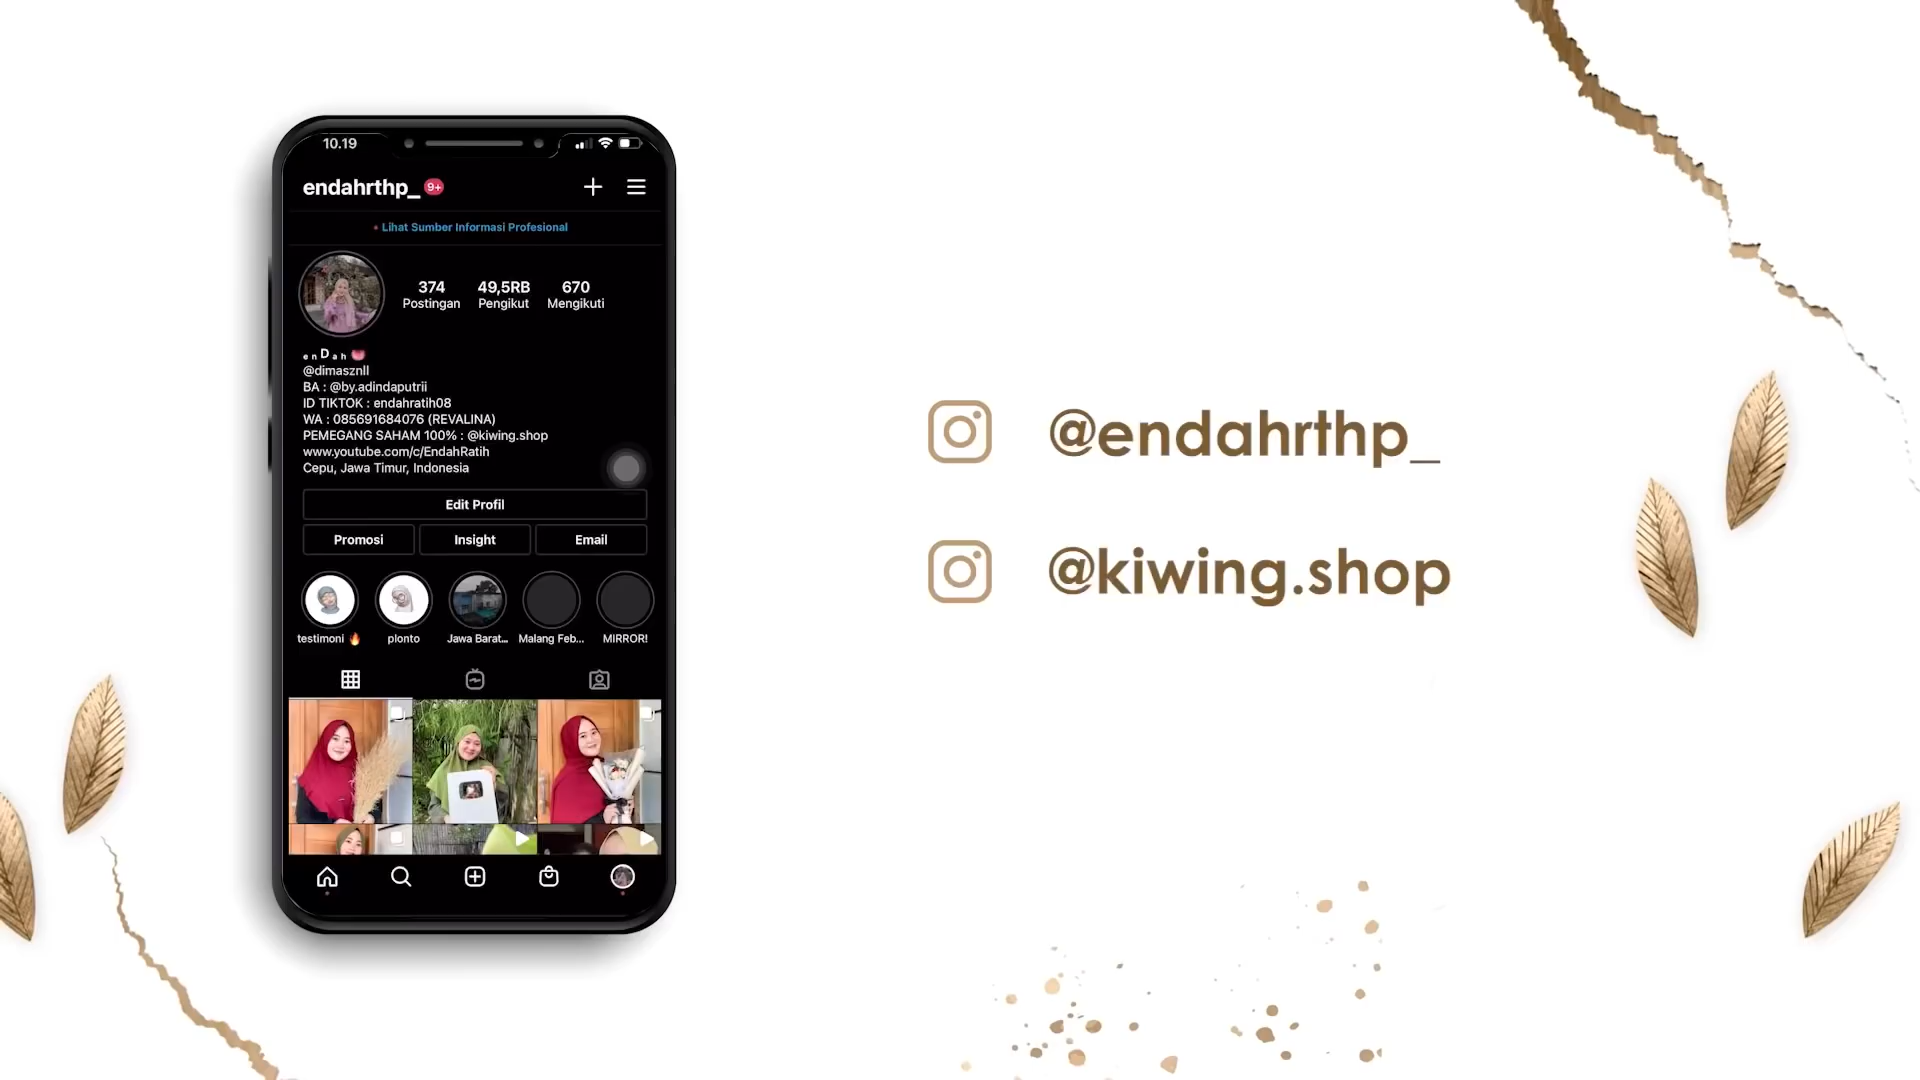 10.19
endahrthp_ 9+
• Lihat Sumber Informasi Profesional
374 49,5RB 670
Postingan Pengikut Mengikuti
ₑₙDₐₕ 👅
@dimasznll
BA : @by.adindaputrii
ID TIKTOK : endahratih08
WA : 085691684076 (REVALINA)
PEMEGANG SAHAM 100% : @kiwing.shop
www.youtube.com/c/EndahRatih
Cepu, Jawa Timur, Indonesia
Edit Profil
Promosi Insight Email
testimoni 🔥 plonto Jawa Barat... Malang Feb... MIRROR!
@endahrthp_
@kiwing.shop